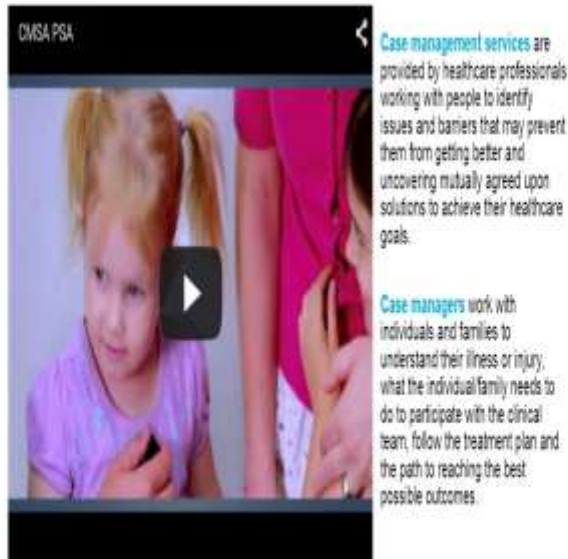 CMSA PSA
Case management services are
provided by healthcare professionals
working with people to identify
issues and barriers that may prevent
them from getting better and
uncovering mutually agreed upon
solutions to achieve their healthcare
goals.
Case managers work with
individuals and families to
understand their illness or injury,
what the individual/family needs to
do to participate with the clinical
team, follow the treatment plan and
the path to reaching the best
possible outcomes.